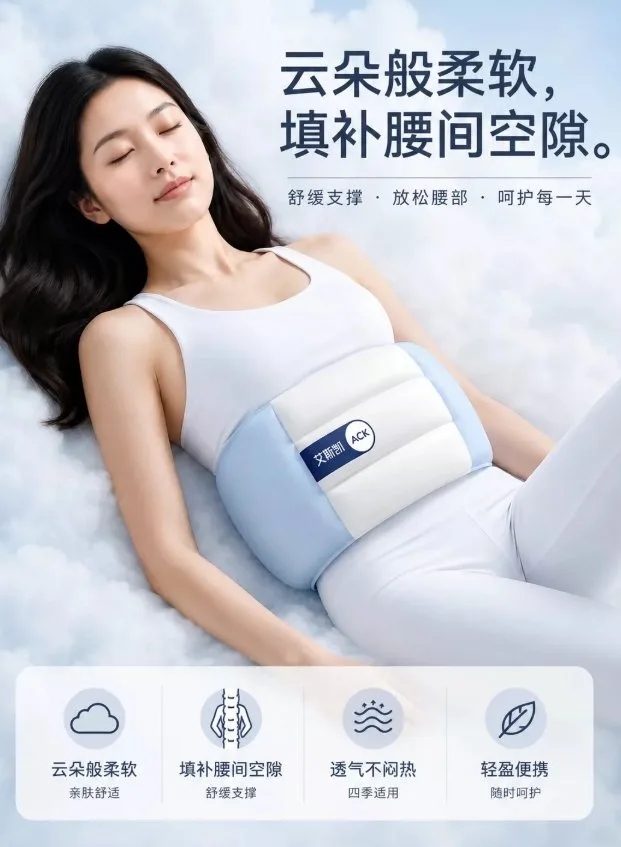 云朵般柔软，
填补腰间空隙。
舒缓支撑 · 放松腰部 · 呵护每一天
艾斯凯 ACK
云朵般柔软
亲肤舒适
填补腰间空隙
舒缓支撑
透气不闷热
四季适用
轻盈便携
随时呵护